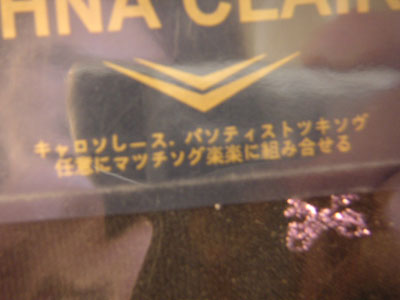 HNA CLAIR
キャロソレース．パソティストツキソヴ
任意にマッチソグ楽楽に組み合せる